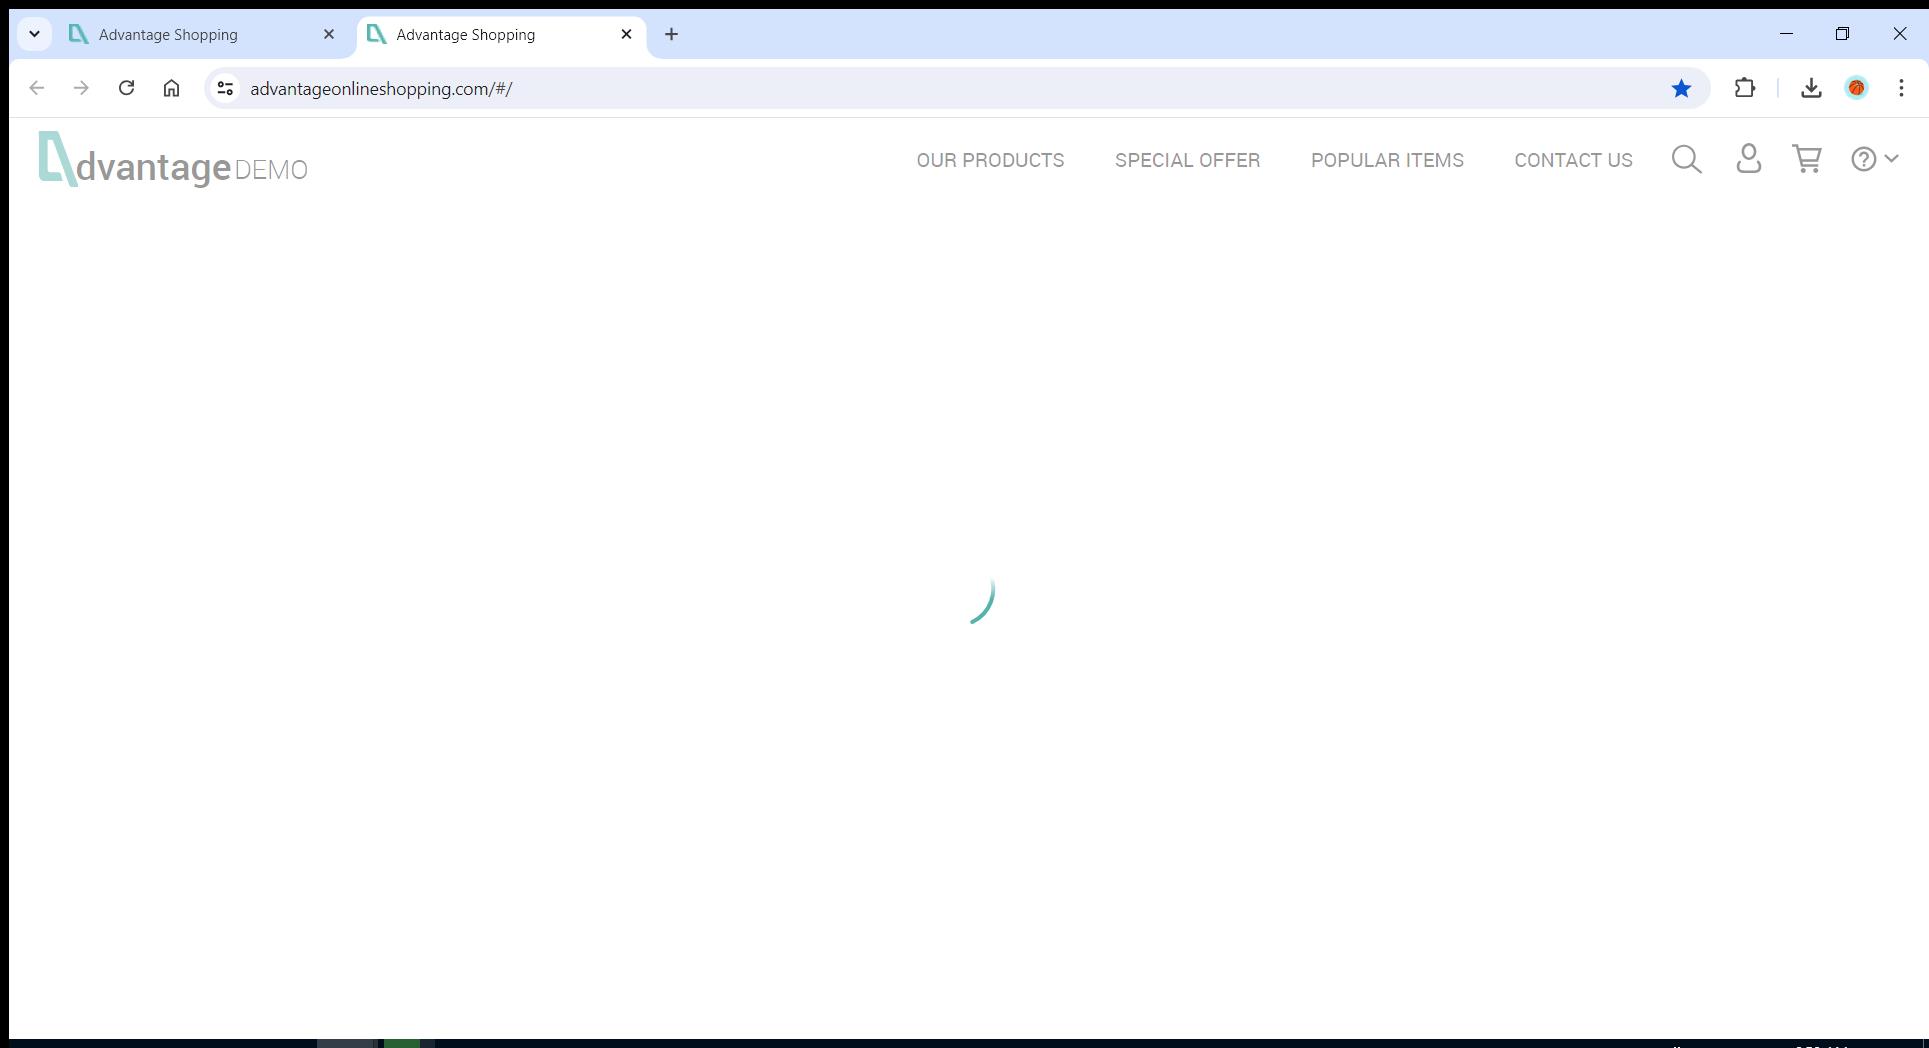 Advantage Shopping
Advantage Shopping
advantageonlineshopping.com/#/
dvantage DEMO
OUR PRODUCTS
SPECIAL OFFER
POPULAR ITEMS
CONTACT US